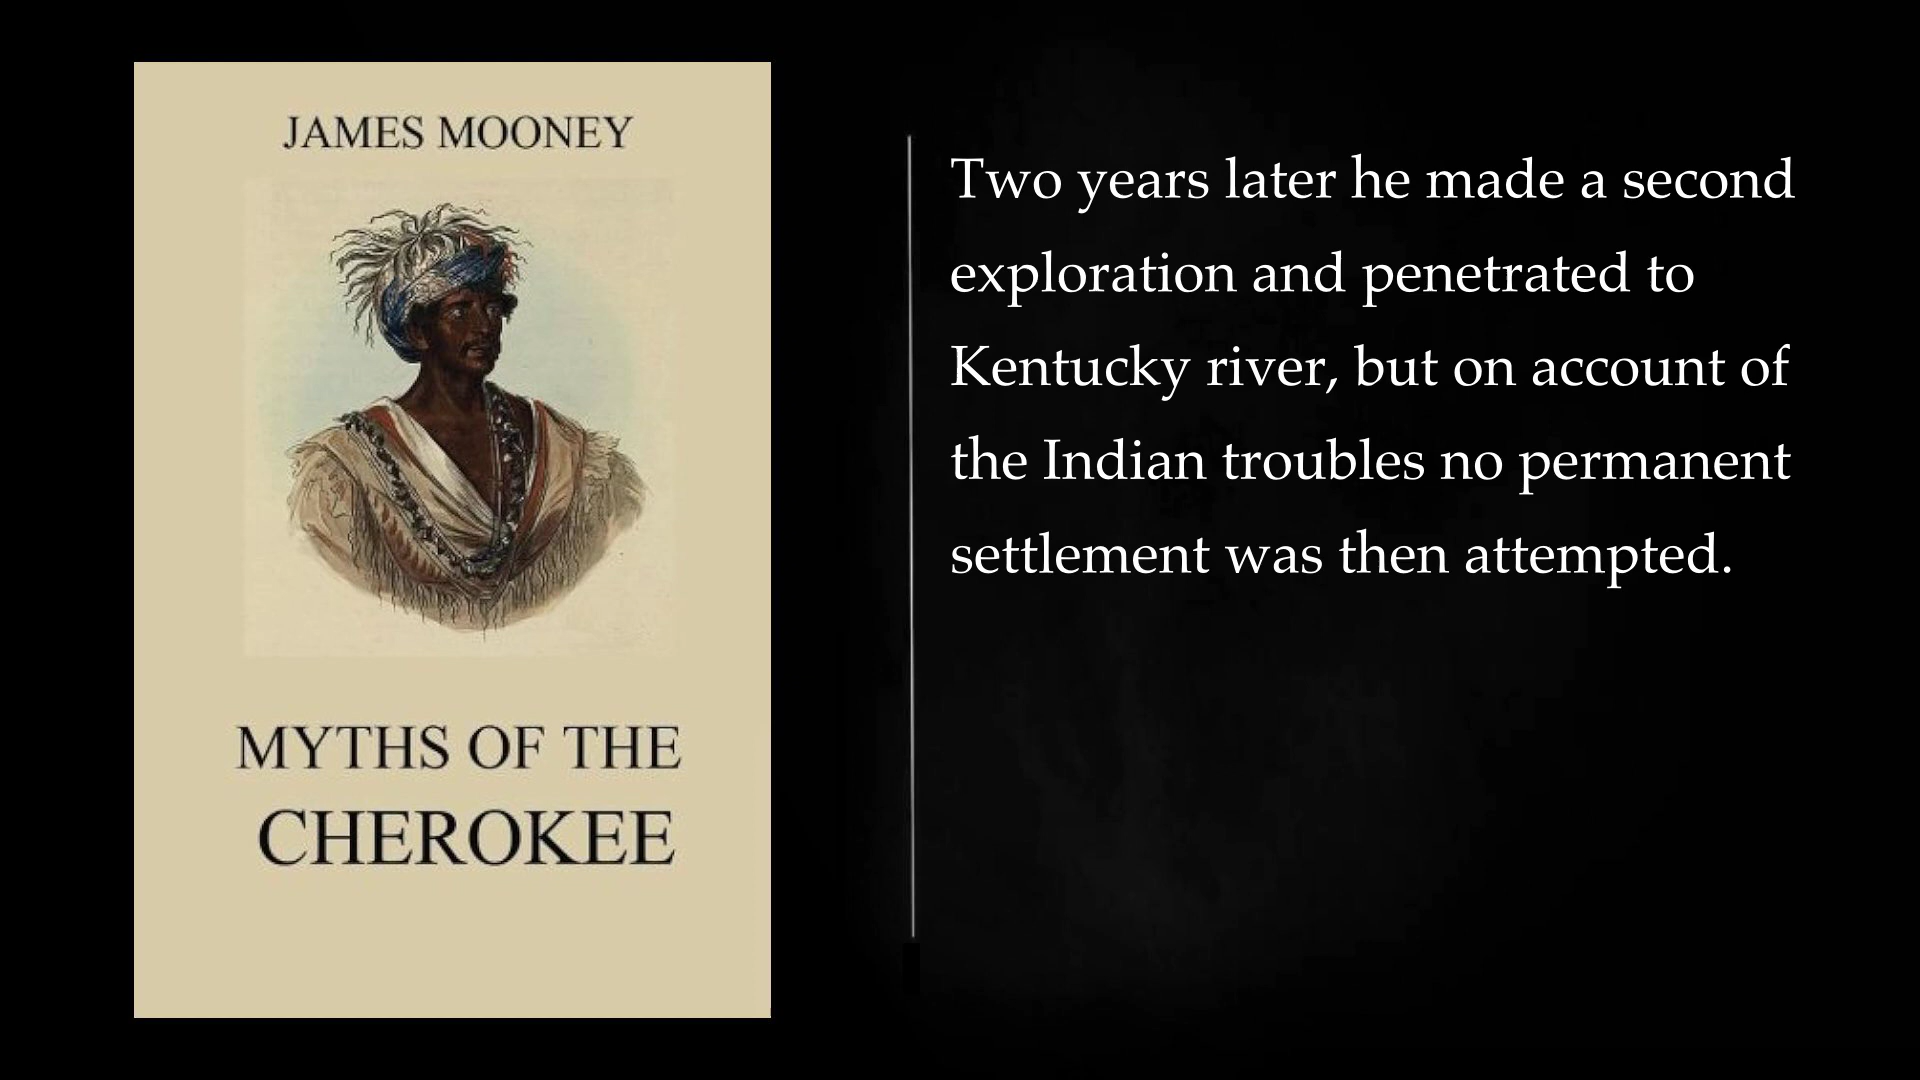 JAMES MOONEY
MYTHS OF THE
CHEROKEE
Two years later he made a second
exploration and penetrated to
Kentucky river, but on account of
the Indian troubles no permanent
settlement was then attempted.